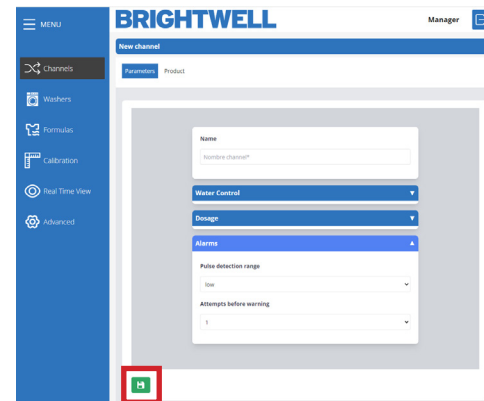 MENU
BRIGHTWELL
Manager
New channel
Channels
Parameters Product
Washers
Name
Formulas
Nombre channel*
Calibration
Water Control
Real Time View
Dosage
Advanced
Alarms
Pulse detection range
low
Attempts before warning
1